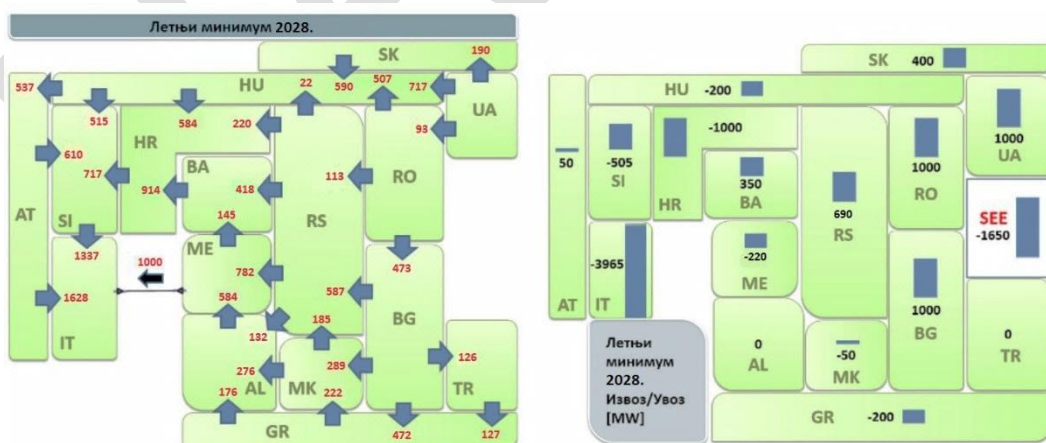 Летњи минимум 2028.
SK
190
537
HU
22
590
507
717
UA
515
HR
584
220
93
610
717
914
BA
418
113
RO
145
RS
AT
SI
ME
1337
1000
782
473
1628
584
587
BG
IT
132
185
276
289
126
AL
MK
TR
176
222
GR
472
127
SK
400
HU
-200
-1000
UA
1000
50
-505
SI
HR
BA
350
RO
1000
690
RS
SEE
-1650
ME
-220
-3965
AT
IT
BG
1000
Летњи
минимум
2028.
Извоз/Увоз
[MW]
0
AL
-50
MK
0
TR
GR
-200